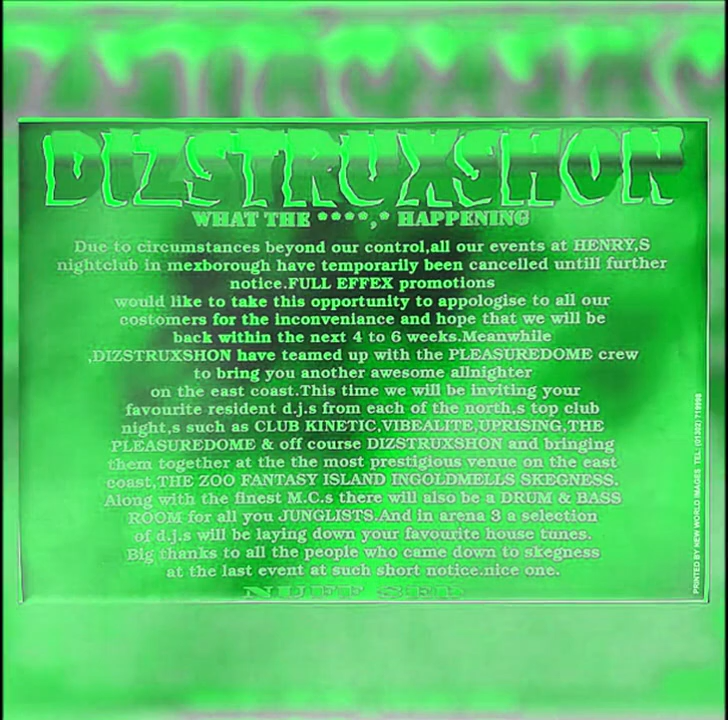 DIZSTRUXSHON
WHAT THE ****,* HAPPENING
Due to circumstances beyond our control,all our events at HENRY,S
nightclub in mexborough have temporarily been cancelled untill further
notice.FULL EFFEX promotions
would like to take this opportunity to appologise to all our
costomers for the inconveniance and hope that we will be
back within the next 4 to 6 weeks.Meanwhile
,DIZSTRUXSHON have teamed up with the PLEASUREDOME crew
to bring you another awesome allnighter
on the east coast.This time we will be inviting your
favourite resident d.j.s from each of the north,s top club
night,s such as CLUB KINETIC,VIBEALITE,UPRISING,THE
PLEASUREDOME & off course DIZSTRUXSHON and bringing
them together at the the most prestigious venue on the east
coast,THE ZOO FANTASY ISLAND INGOLDMELLS SKEGNESS.
Along with the finest M.C.s there will also be a DRUM & BASS
ROOM for all you JUNGLISTS.And in arena 3 a selection
of d.j.s will be laying down your favourite house tunes.
Big thanks to all the people who came down to skegness
at the last event at such short notice.nice one.
NUFF SED
PRINTED BY NEW WORLD IMAGES TEL: (01302)